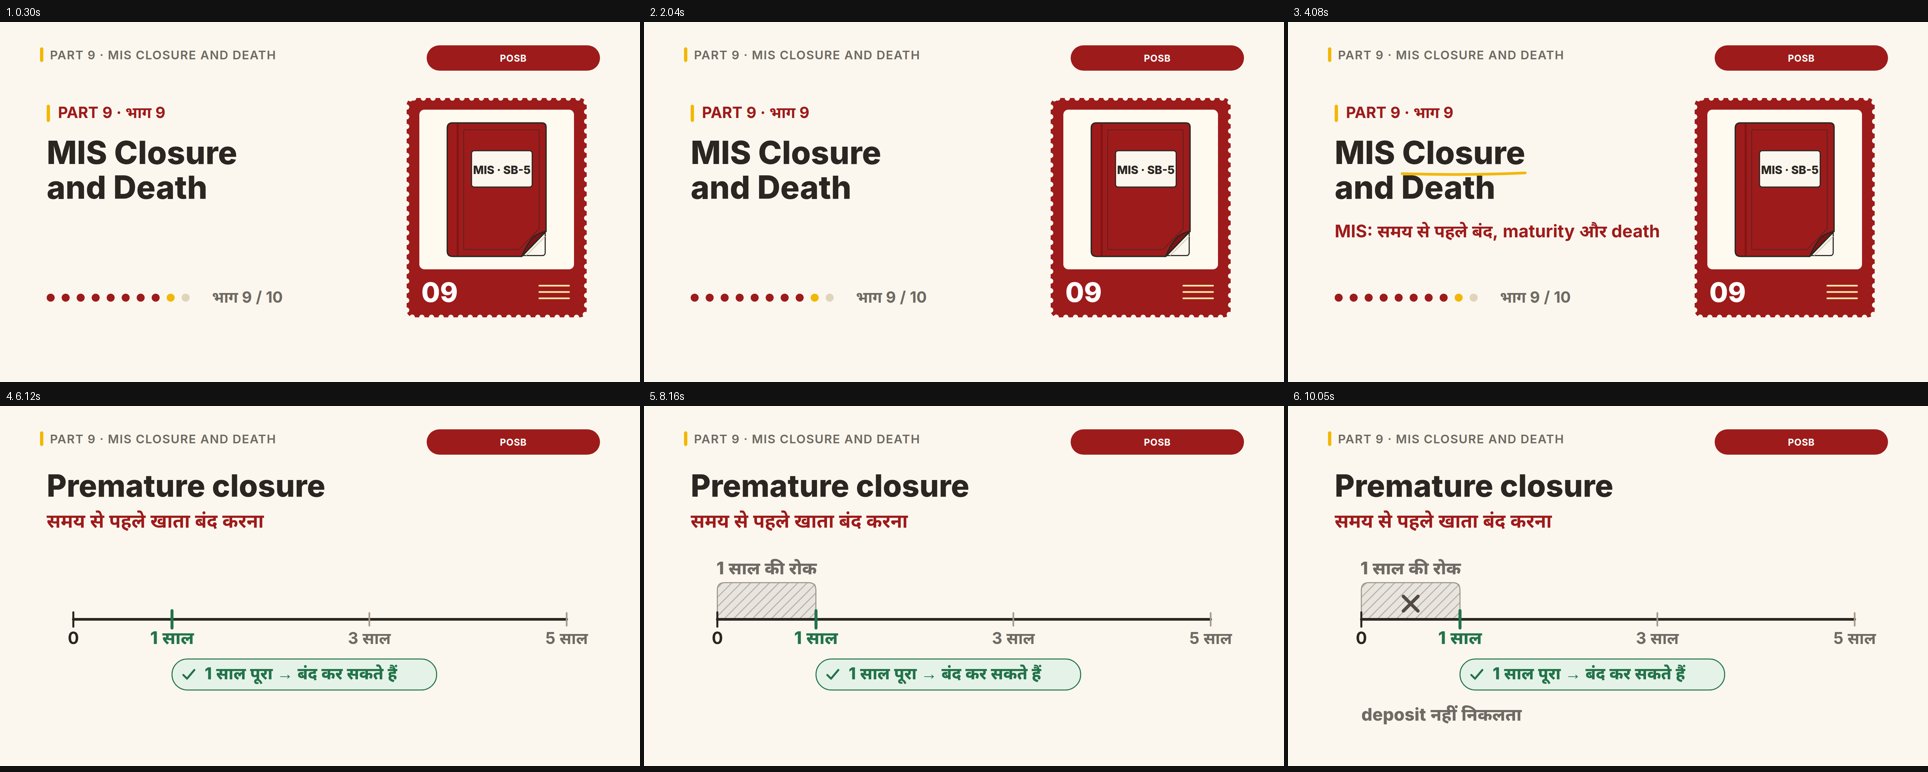 1. 0.30s
PART 9 · MIS CLOSURE AND DEATH
POSB
PART 9 · भाग 9
MIS Closure
and Death
MIS · SB-5
09
भाग 9 / 10
2. 2.04s
PART 9 · MIS CLOSURE AND DEATH
POSB
PART 9 · भाग 9
MIS Closure
and Death
MIS · SB-5
09
भाग 9 / 10
3. 4.08s
PART 9 · MIS CLOSURE AND DEATH
POSB
PART 9 · भाग 9
MIS Closure
and Death
MIS: समय से पहले बंद, maturity और death
MIS · SB-5
09
भाग 9 / 10
4. 6.12s
PART 9 · MIS CLOSURE AND DEATH
POSB
Premature closure
समय से पहले खाता बंद करना
0 1 साल 3 साल 5 साल
✓ 1 साल पूरा → बंद कर सकते हैं
5. 8.16s
PART 9 · MIS CLOSURE AND DEATH
POSB
Premature closure
समय से पहले खाता बंद करना
1 साल की रोक
0 1 साल 3 साल 5 साल
✓ 1 साल पूरा → बंद कर सकते हैं
6. 10.05s
PART 9 · MIS CLOSURE AND DEATH
POSB
Premature closure
समय से पहले खाता बंद करना
1 साल की रोक
0 1 साल 3 साल 5 साल
✓ 1 साल पूरा → बंद कर सकते हैं
deposit नहीं निकलता